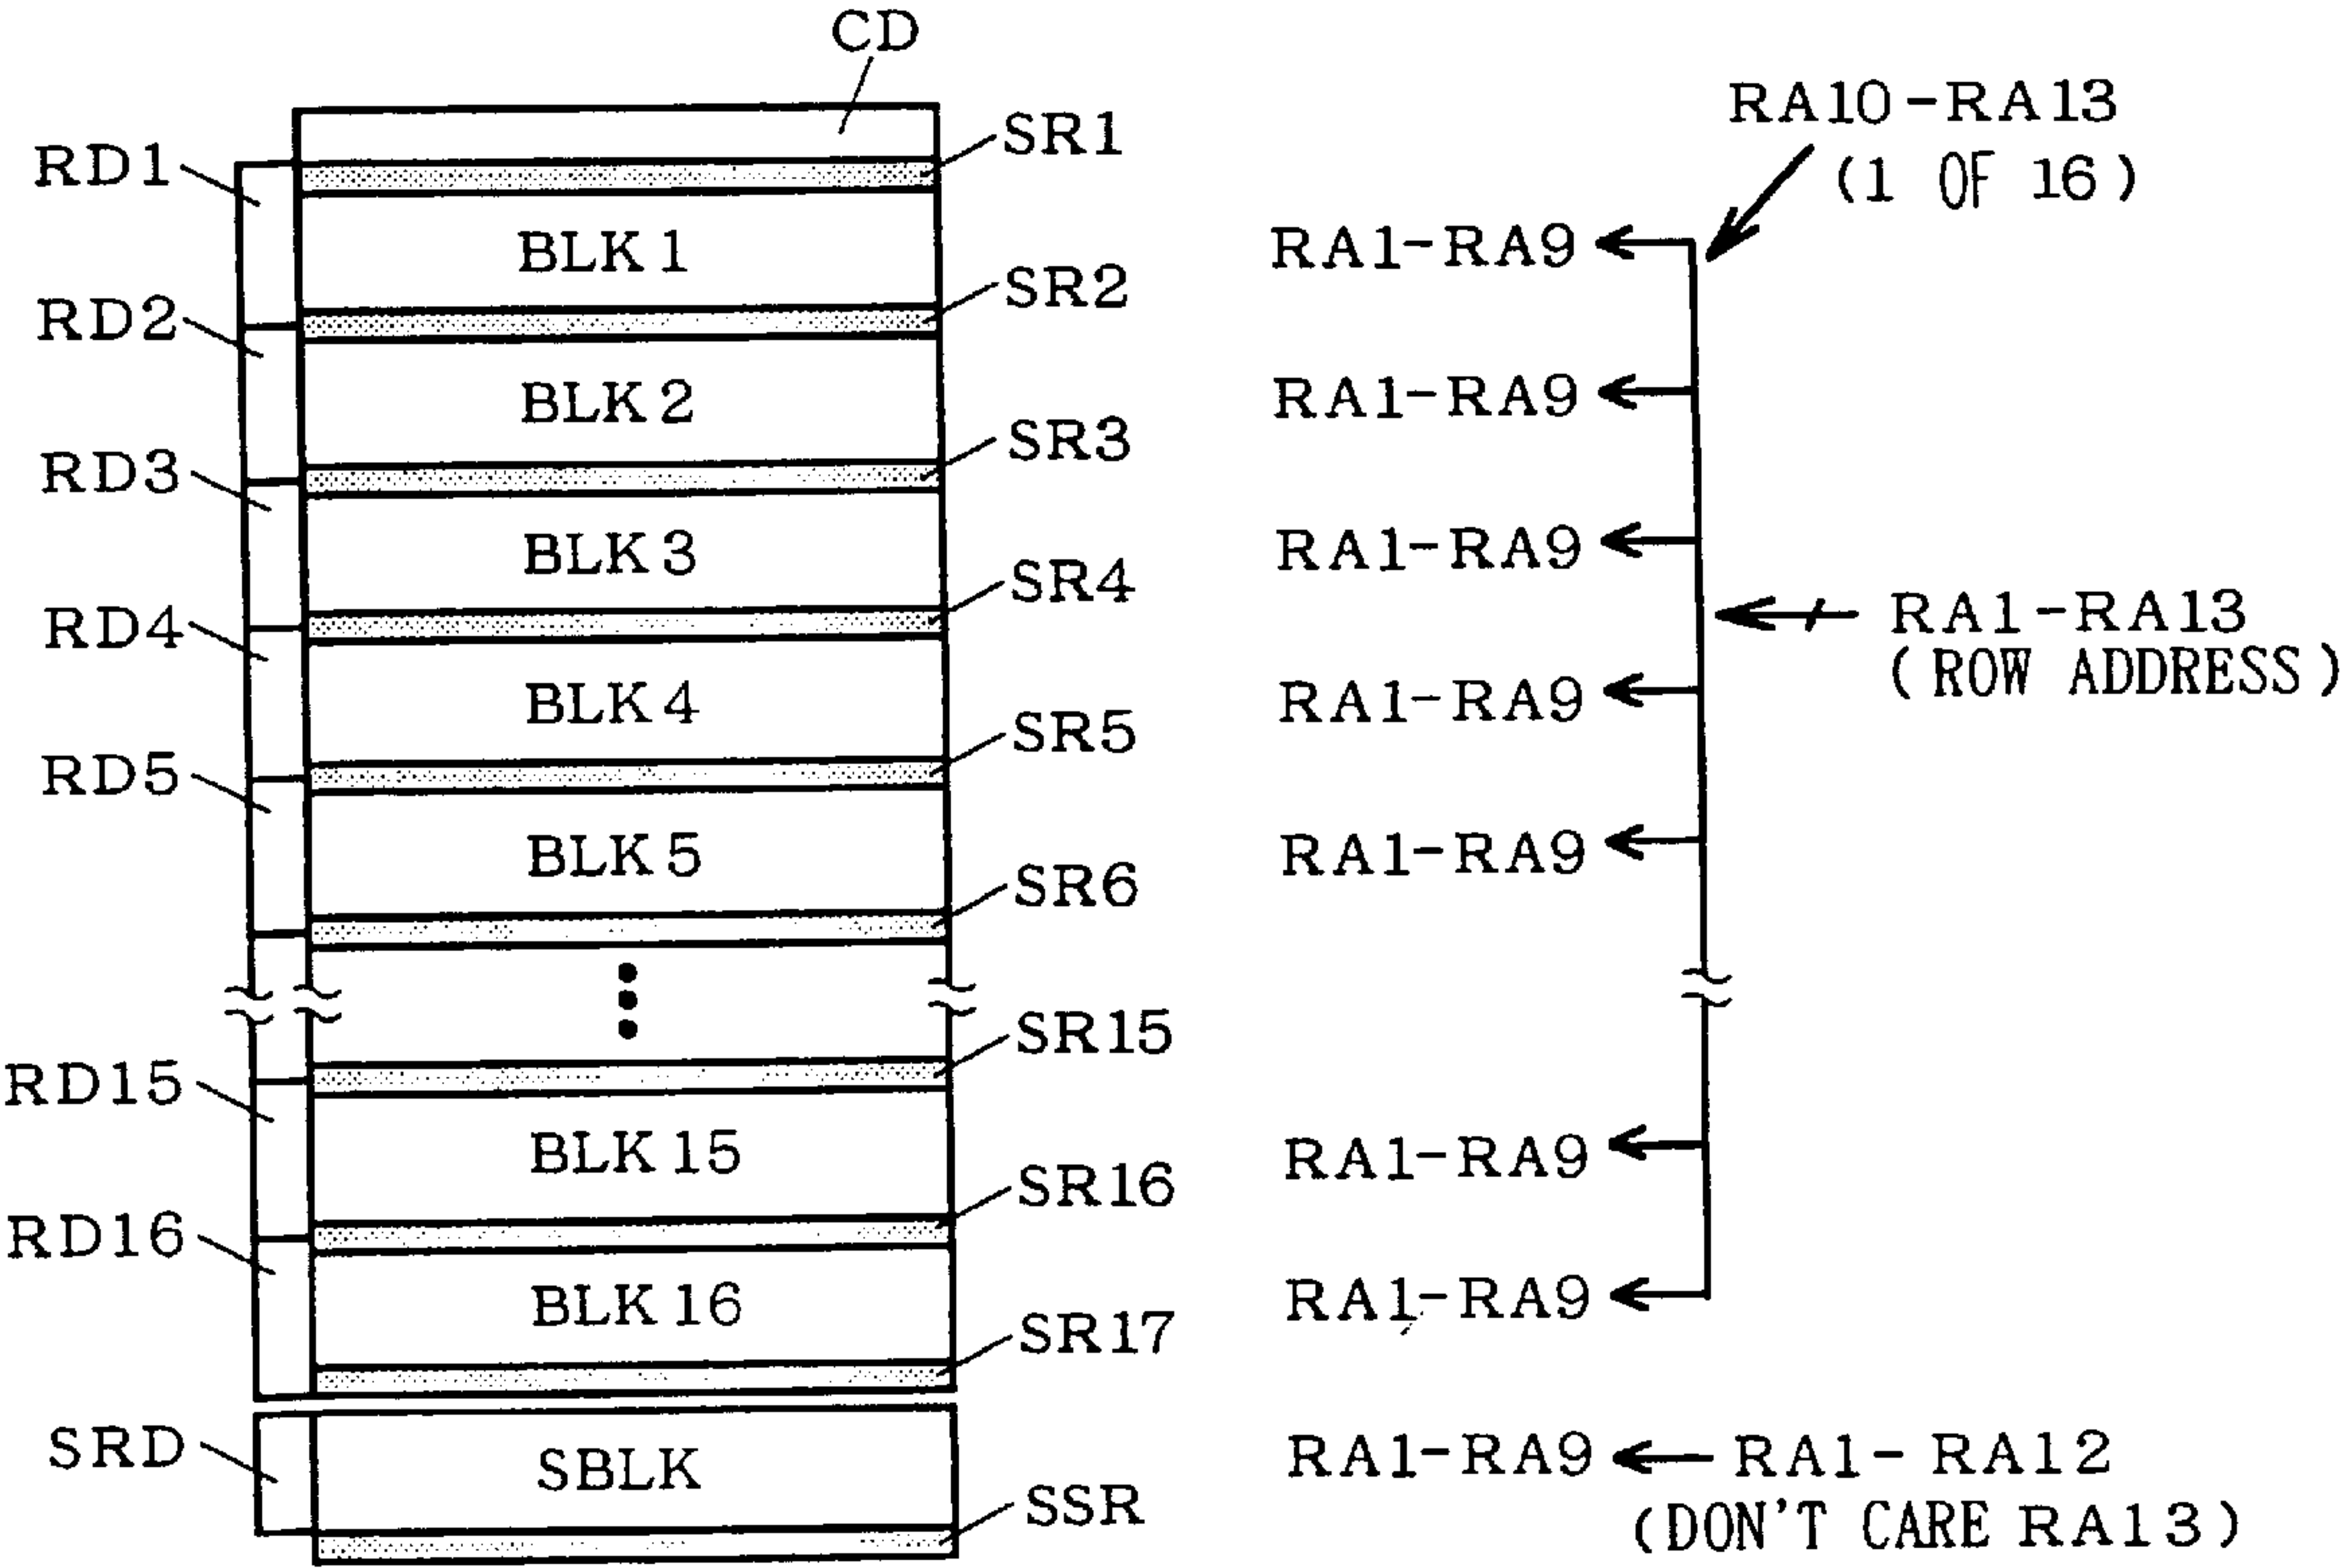 CD
RA10-RA13
(1 OF 16)
SR1
RD1
BLK 1
RA1-RA9
SR2
RD2
BLK 2
RA1-RA9
SR3
RD3
BLK 3
RA1-RA9
SR4
RD4
RA1-RA13
(ROW ADDRESS)
BLK 4
RA1-RA9
SR5
RD5
BLK 5
RA1-RA9
SR6
SR15
RD15
BLK 15
RA1-RA9
SR16
RD16
BLK 16
RA1-RA9
SR17
SRD
SBLK
RA1-RA9
RA1-RA12
(DON'T CARE RA13)
SSR